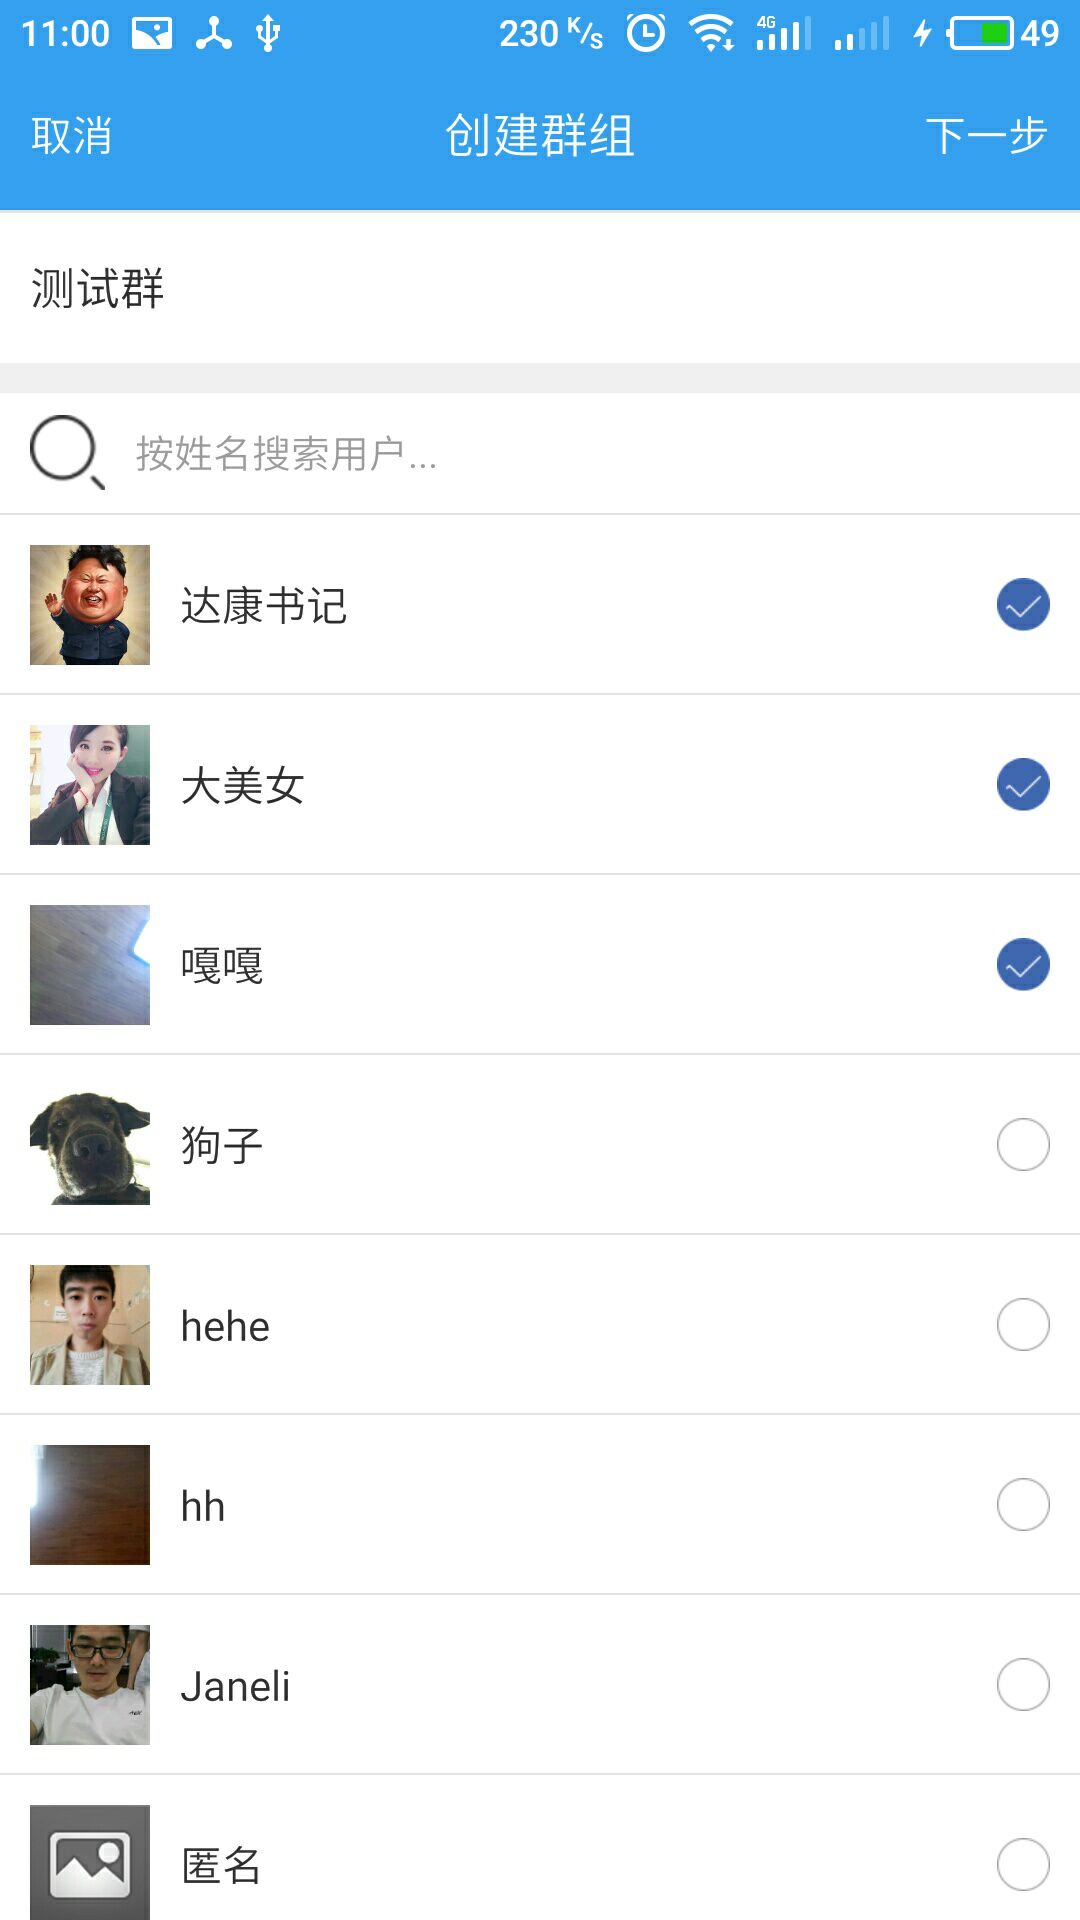 11:00 230 K/s 4G 49
取消 创建群组 下一步
测试群
按姓名搜索用户...
达康书记
大美女
嘎嘎
狗子
hehe
hh
Janeli
匿名